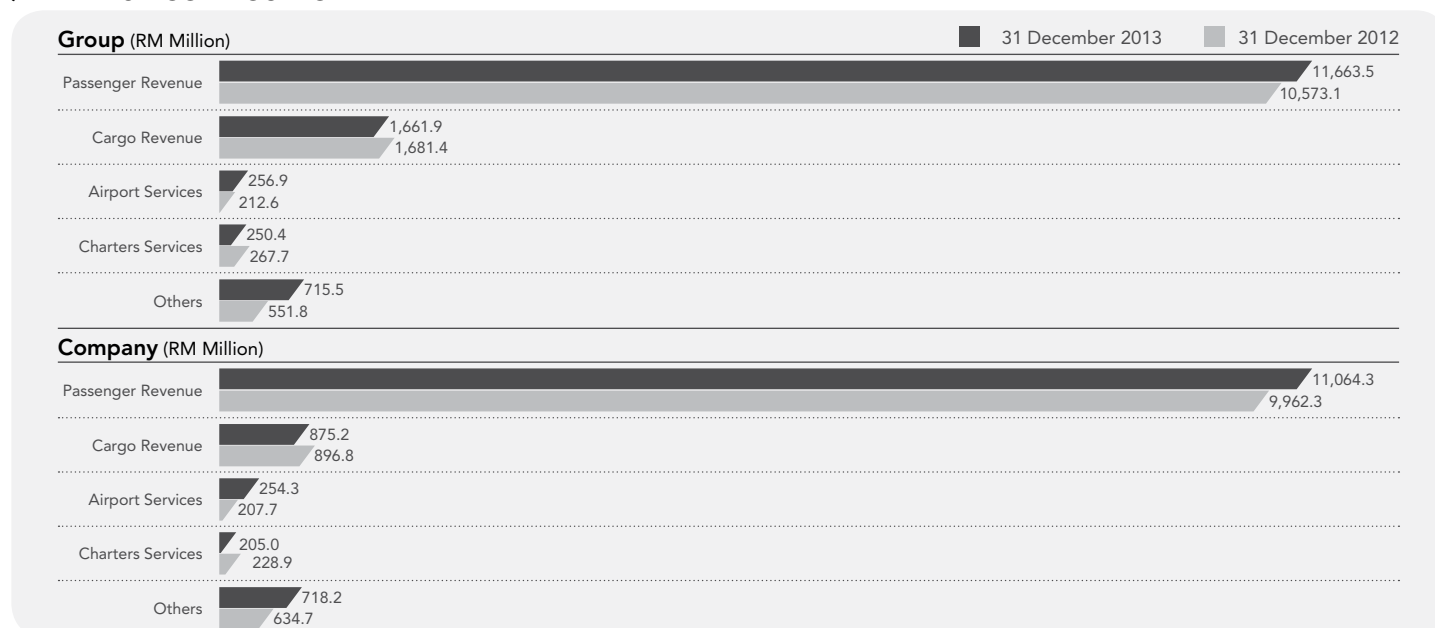 Group (RM Million) 31 December 2013 31 December 2012
Passenger Revenue 11,663.5
10,573.1
Cargo Revenue 1,661.9
1,681.4
Airport Services 256.9
212.6
Charters Services 250.4
267.7
Others 715.5
551.8
Company (RM Million)
Passenger Revenue 11,064.3
9,962.3
Cargo Revenue 875.2
896.8
Airport Services 254.3
207.7
Charters Services 205.0
228.9
Others 718.2
634.7